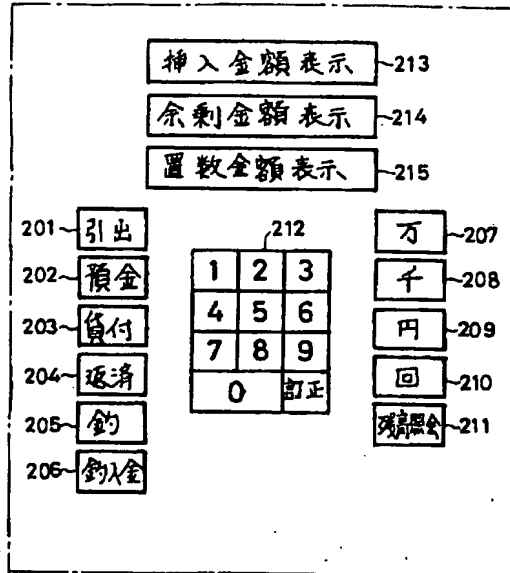 挿入金額表示 213
余剰金額表示 214
置数金額表示 215
201 引出
202 預金
203 貸付
204 返済
205 釣
206 釣入金
212
1 2 3
4 5 6
7 8 9
0 訂正
万 207
千 208
円 209
回 210
残高照会 211